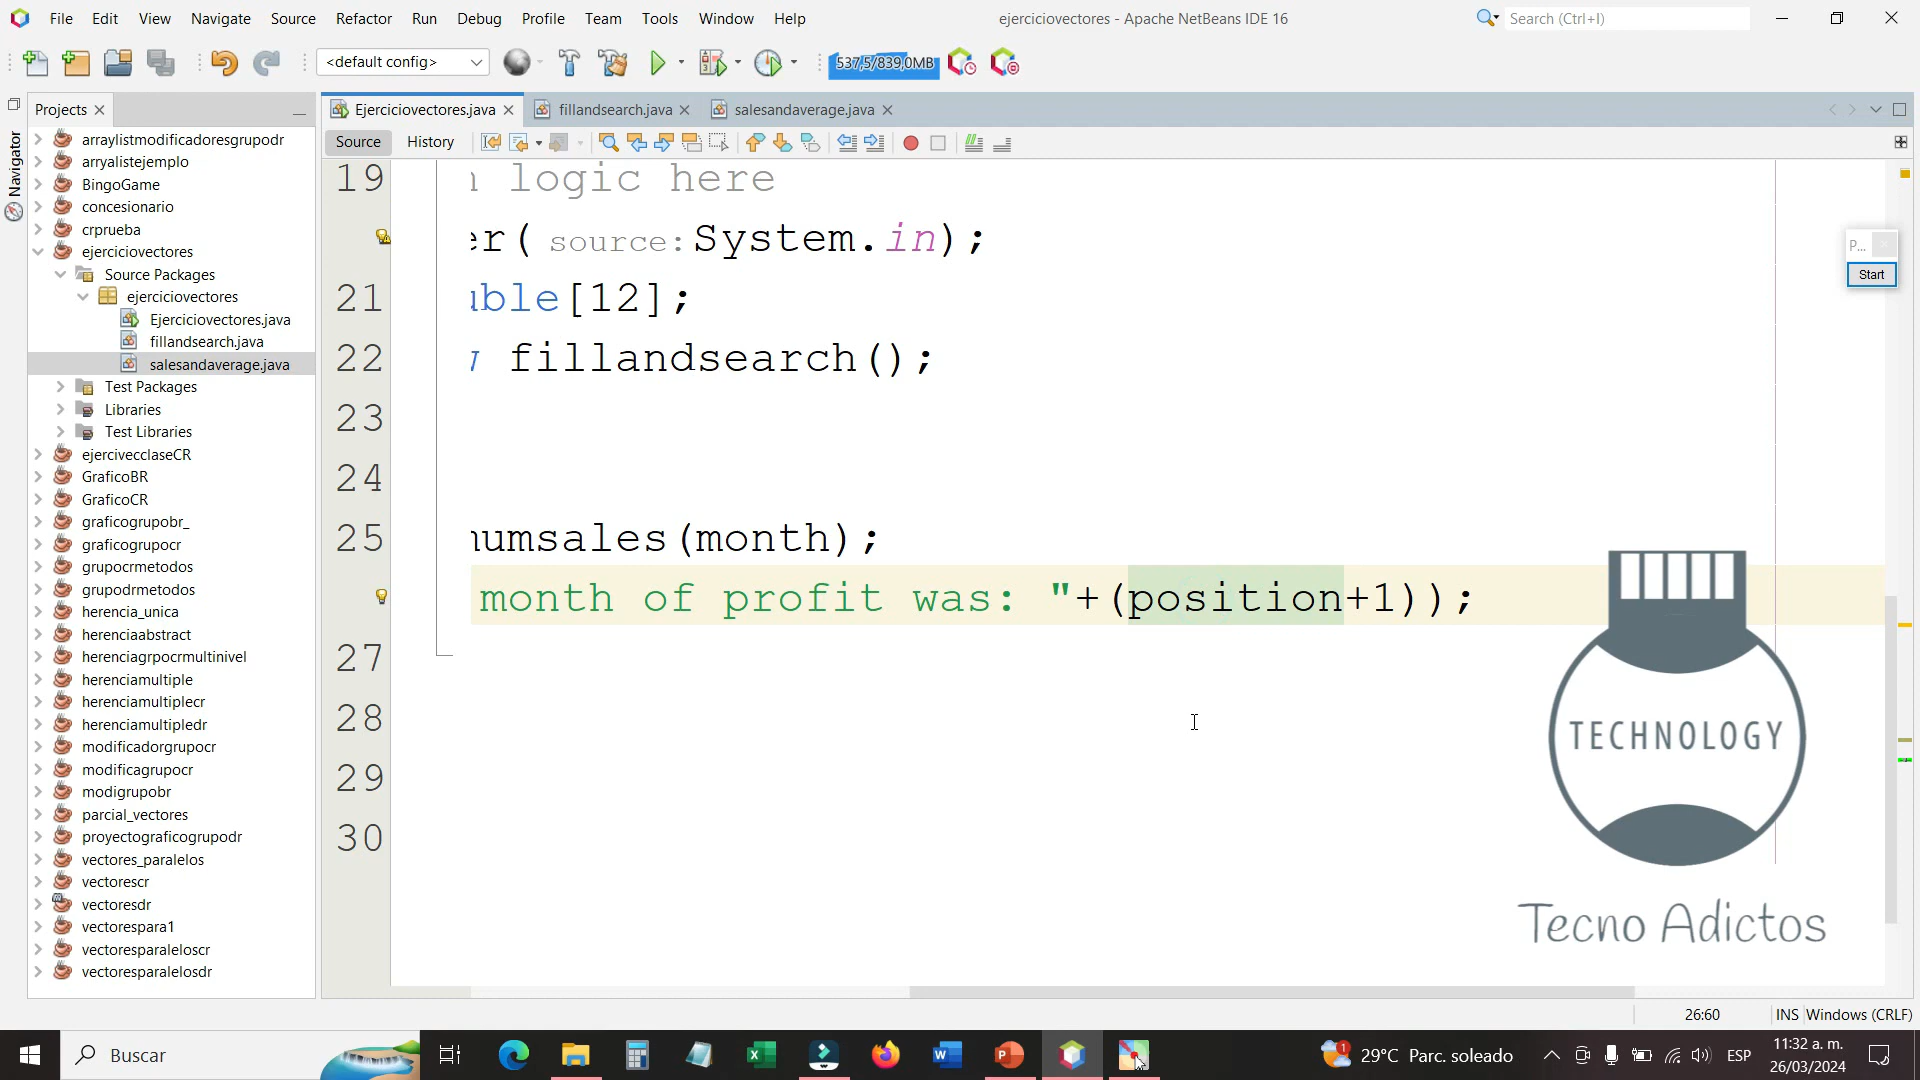 File Edit View Navigate Source Refactor Run Debug Profile Team Tools Window Help
ejerciciovectores - Apache NetBeans IDE 16
Search (Ctrl+I)
<default config>
537,5/839,0MB
Projects
Ejerciciovectores.java
fillandsearch.java
salesandaverage.java
Navigator
Source History
arraylistmodificadoresgrupodr
arryalistejemplo
BingoGame
concesionario
crprueba
ejerciciovectores
Source Packages
ejerciciovectores
Ejerciciovectores.java
fillandsearch.java
salesandaverage.java
Test Packages
Libraries
Test Libraries
ejercivecclaseCR
GraficoBR
GraficoCR
graficogrupobr_
graficogrupocr
grupocrmetodos
grupodrmetodos
herencia_unica
herenciaabstract
herenciagrpocrmultinivel
herenciamultiple
herenciamultiplecr
herenciamultipledr
modificadorgrupocr
modificagrupocr
modigrupobr
parcial_vectores
proyectograficogrupodr
vectores_paralelos
vectorescr
vectoresdr
vectorespara1
vectoresparaleloscr
vectoresparalelosdr
19 logic here
er( source: System.in);
21 uble[12];
22 fillandsearch();
23
24
25 numsales(month);
month of profit was: "+(position+1));
27
28
29
30
P...
Start
TECHNOLOGY
Tecno Adictos
26:60 INS Windows (CRLF)
Buscar
29°C Parc. soleado
ESP
11:32 a. m.
26/03/2024